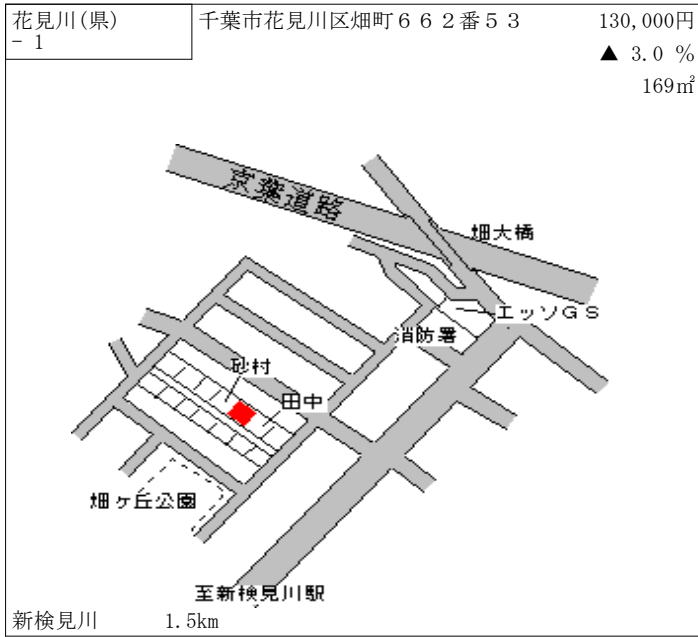 花見川(県)
- 1
千葉市花見川区畑町６６２番５３
130,000円
▲ 3.0 %
169㎡
京葉道路
畑大橋
エッソＧＳ
消防署
砂村
田中
畑ヶ丘公園
至新検見川駅
新検見川 1.5km